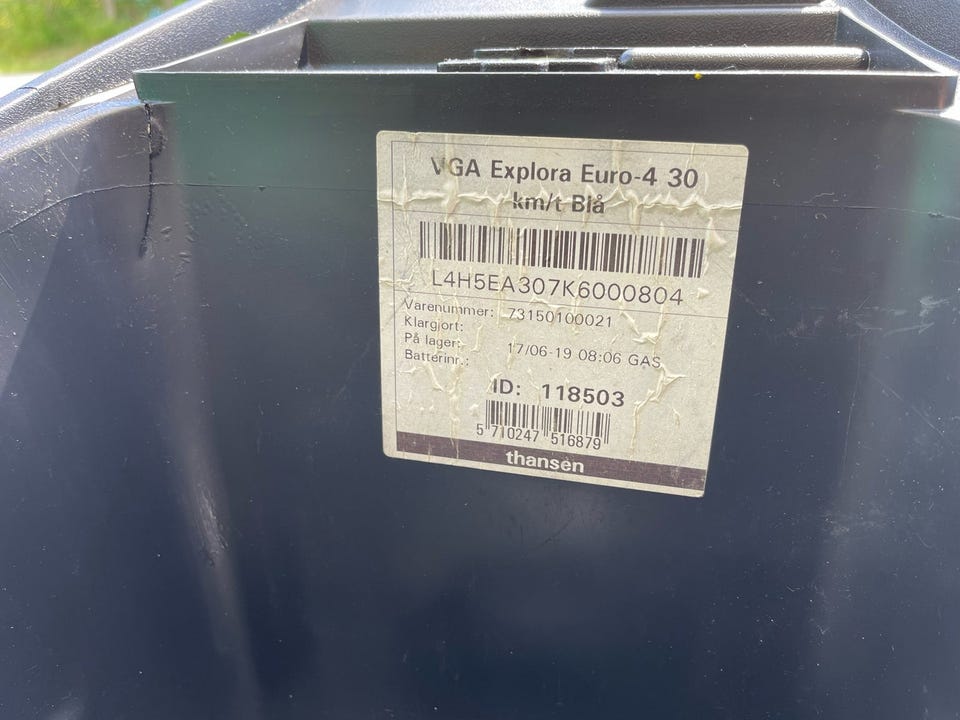 VGA Explora Euro-4 30
km/t Blå
L4H5EA307K6000804
Varenummer: 73150100021
Klargjort:
På lager: 17/06-19 08:06 GAS
Batterinr.:
ID: 118503
5 710247 516879
thansen